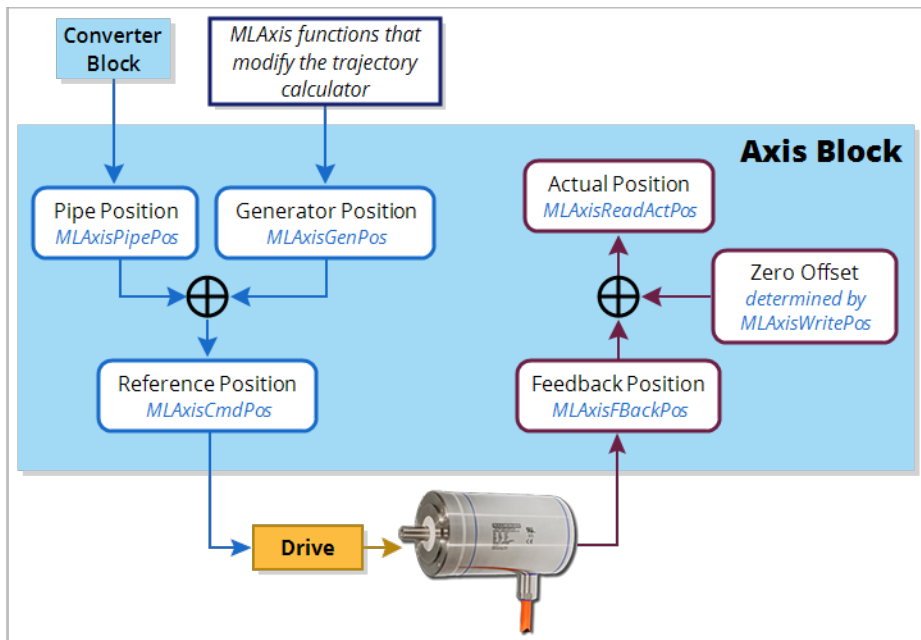 Converter
Block
MLAxis functions that
modify the trajectory
calculator
Axis Block
Pipe Position
MLAxisPipePos
Generator Position
MLAxisGenPos
Actual Position
MLAxisReadActPos
Zero Offset
determined by
MLAxisWritePos
Reference Position
MLAxisCmdPos
Feedback Position
MLAxisFBackPos
Drive